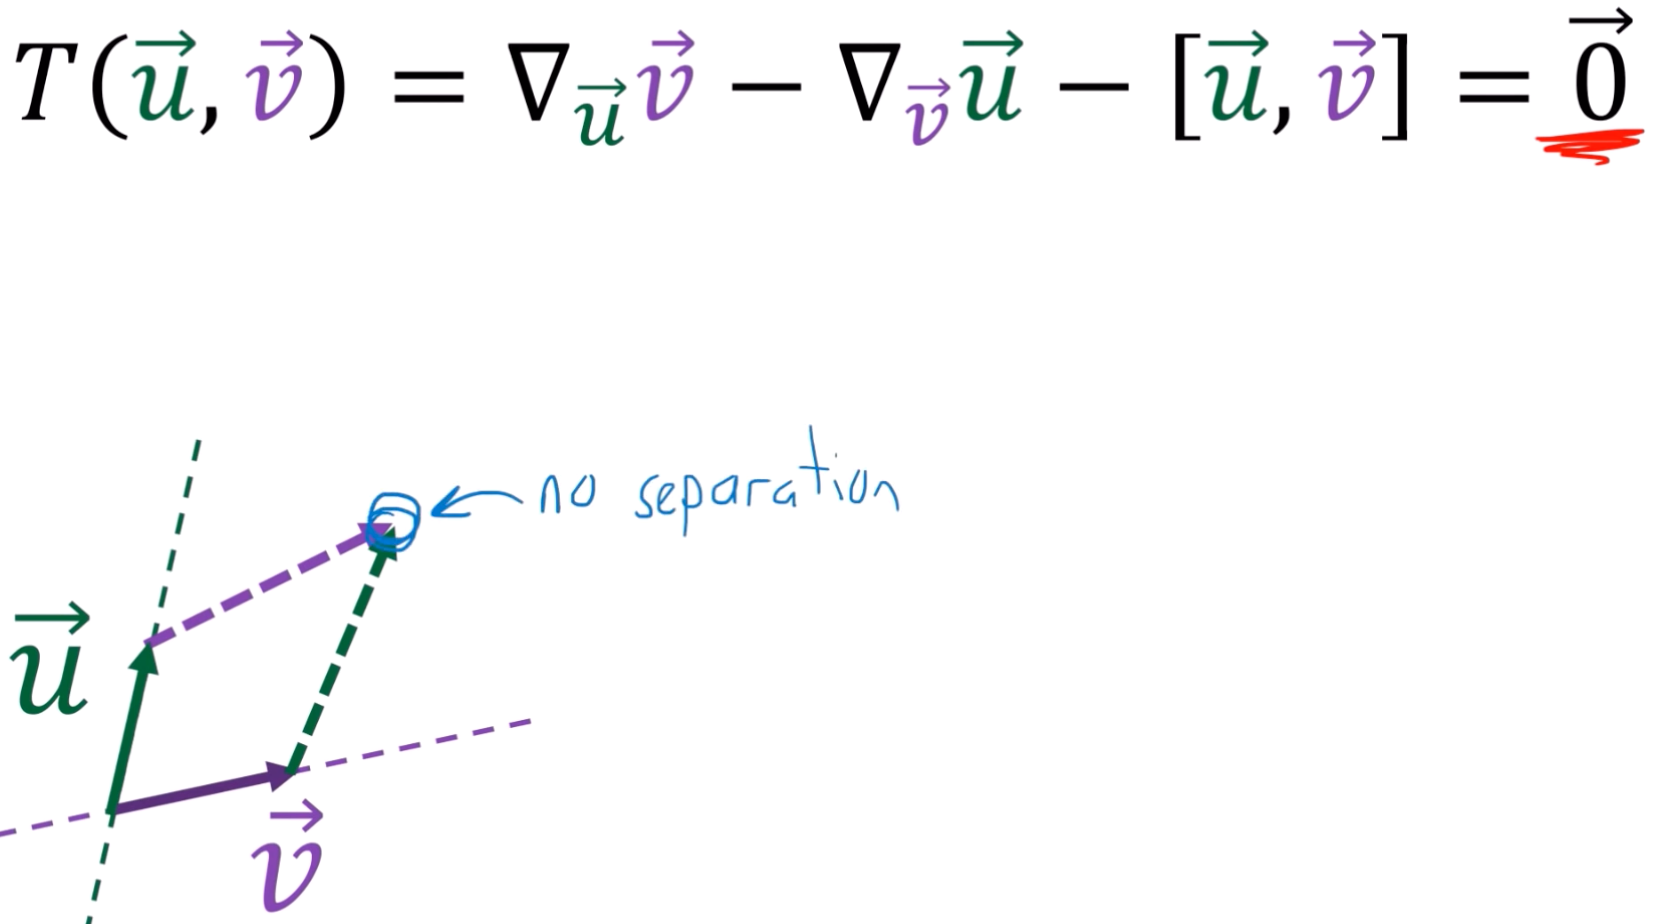 T(u⃗, v⃗) = ∇_u⃗ v⃗ − ∇_v⃗ u⃗ − [u⃗, v⃗] = 0⃗
no separation
u⃗
v⃗